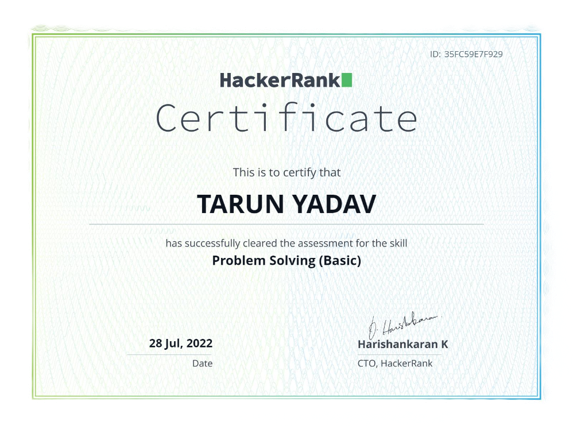 ID: 35FC59E7F929
HackerRank
Certificate
This is to certify that
TARUN YADAV
has successfully cleared the assessment for the skill
Problem Solving (Basic)
28 Jul, 2022
Date
D. Harishankaran
Harishankaran K
CTO, HackerRank